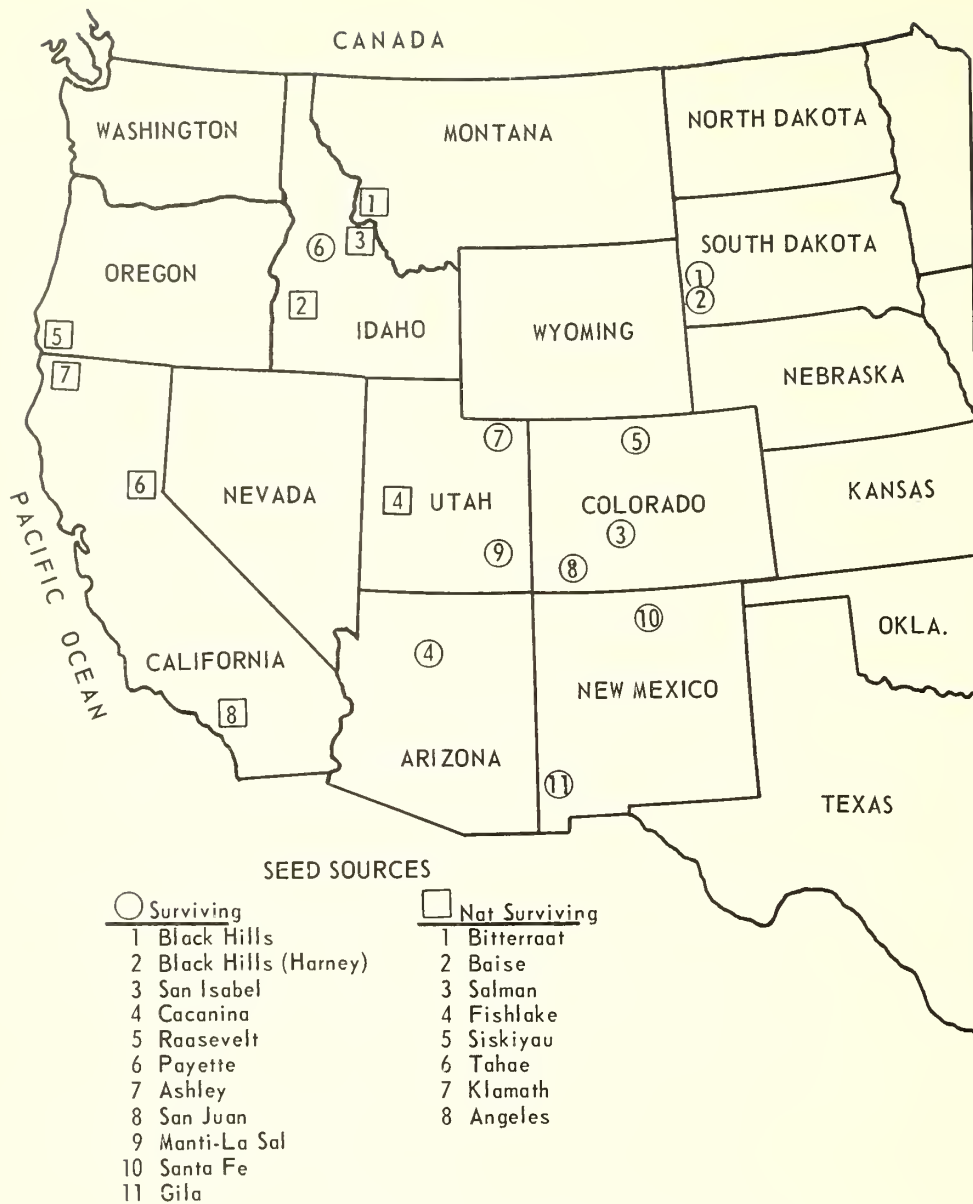 CANADA
WASHINGTON
MONTANA
NORTH DAKOTA
1
3
6
SOUTH DAKOTA
OREGON
1
2
2
IDAHO
WYOMING
5
7
NEBRASKA
7
5
6
NEVADA
4
UTAH
COLORADO
KANSAS
3
9
8
PACIFIC OCEAN
10
OKLA.
4
CALIFORNIA
NEW MEXICO
8
ARIZONA
11
TEXAS
SEED SOURCES
Surviving
1 Black Hills
2 Black Hills (Harney)
3 San Isabel
4 Cacanina
5 Raasevelt
6 Payette
7 Ashley
8 San Juan
9 Manti-La Sal
10 Santa Fe
11 Gila
Nat Surviving
1 Bitterraat
2 Baise
3 Salman
4 Fishlake
5 Siskiyau
6 Tahae
7 Klamath
8 Angeles